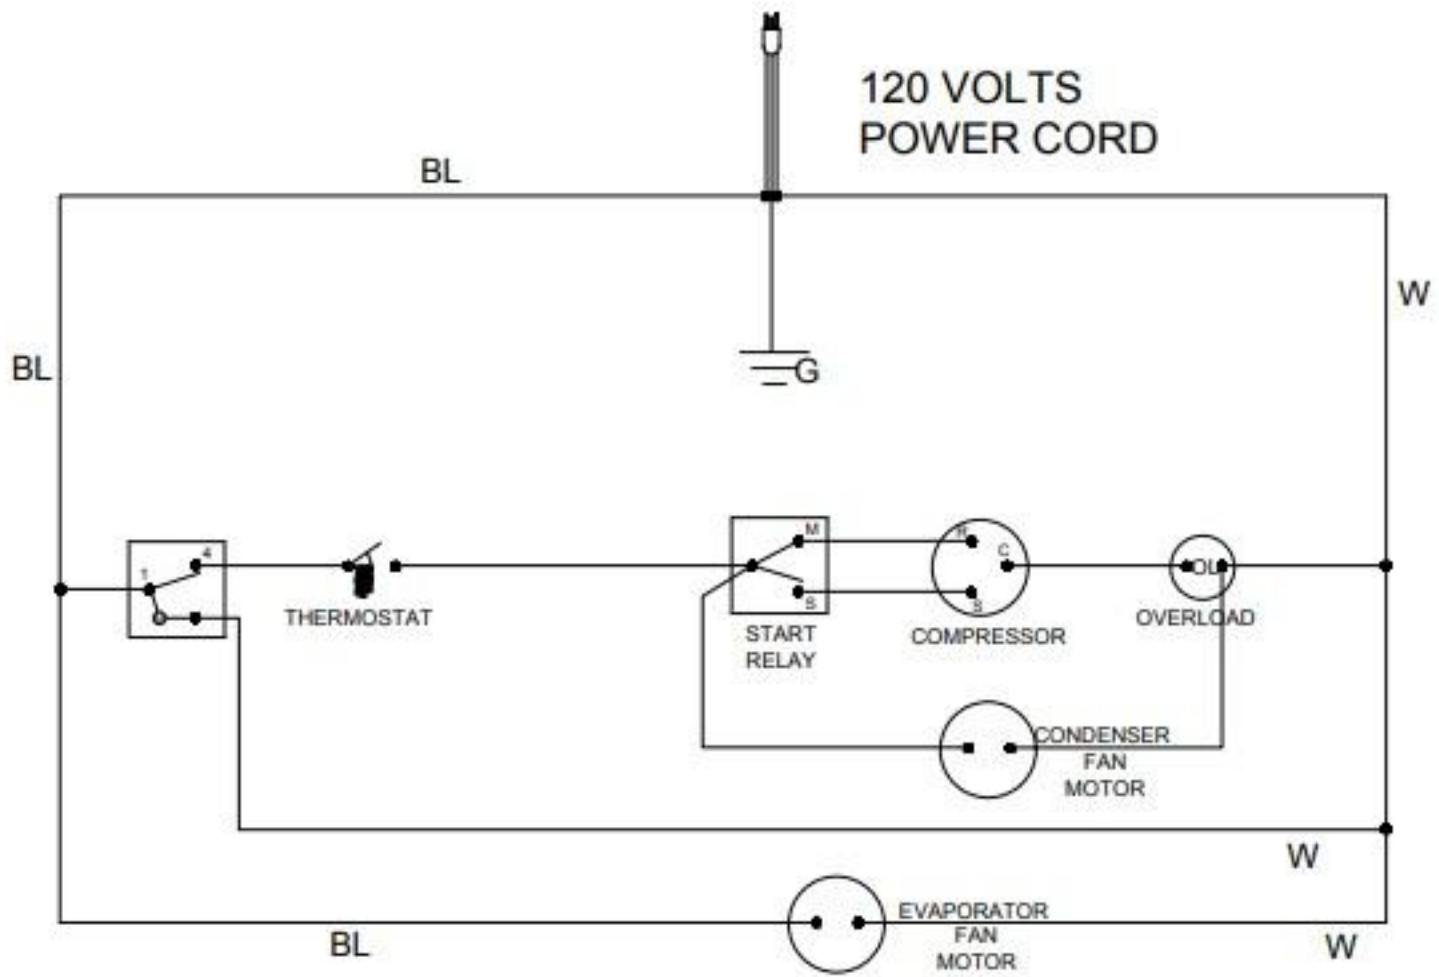 120 VOLTS
POWER CORD
BL
W
BL
G
4
1
THERMOSTAT
M
S
START
RELAY
R
C
S
COMPRESSOR
OL
OVERLOAD
CONDENSER
FAN
MOTOR
W
EVAPORATOR
FAN
MOTOR
BL
W